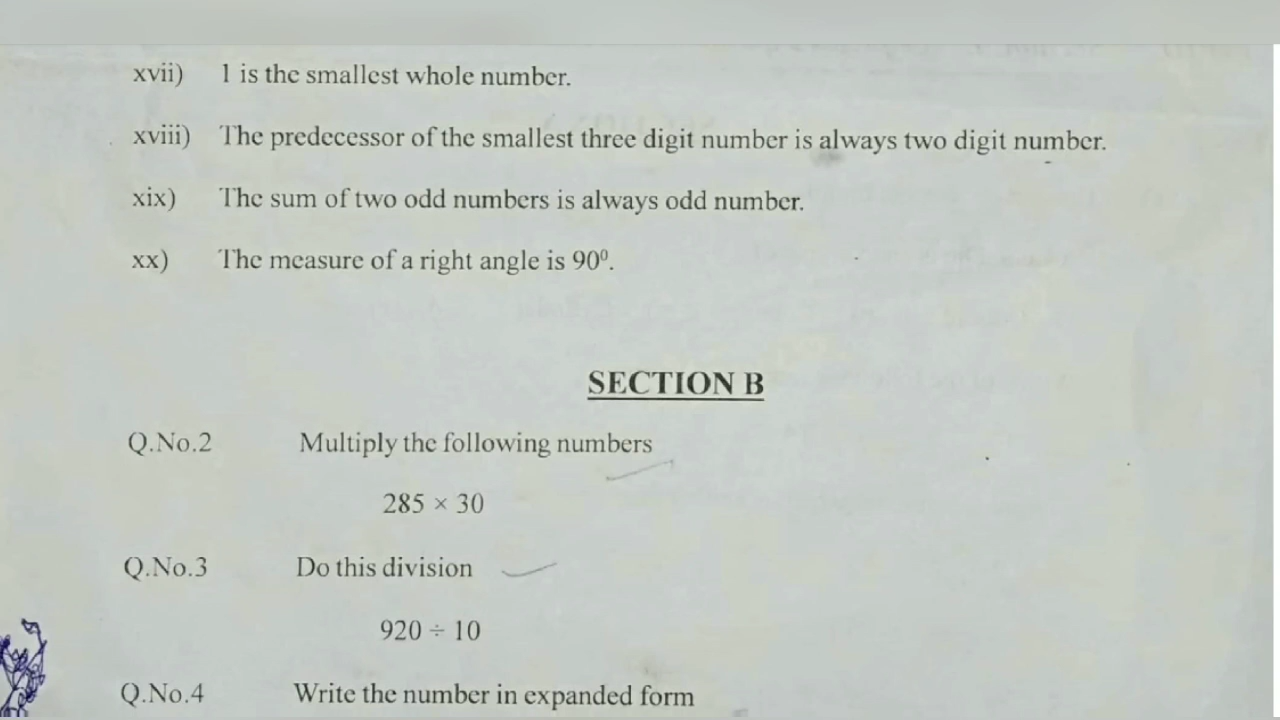 xvii) 1 is the smallest whole number.
xviii) The predecessor of the smallest three digit number is always two digit number.
xix) The sum of two odd numbers is always odd number.
xx) The measure of a right angle is 90⁰.
SECTION B
Q.No.2 Multiply the following numbers
285 × 30
Q.No.3 Do this division
920 ÷ 10
Q.No.4 Write the number in expanded form